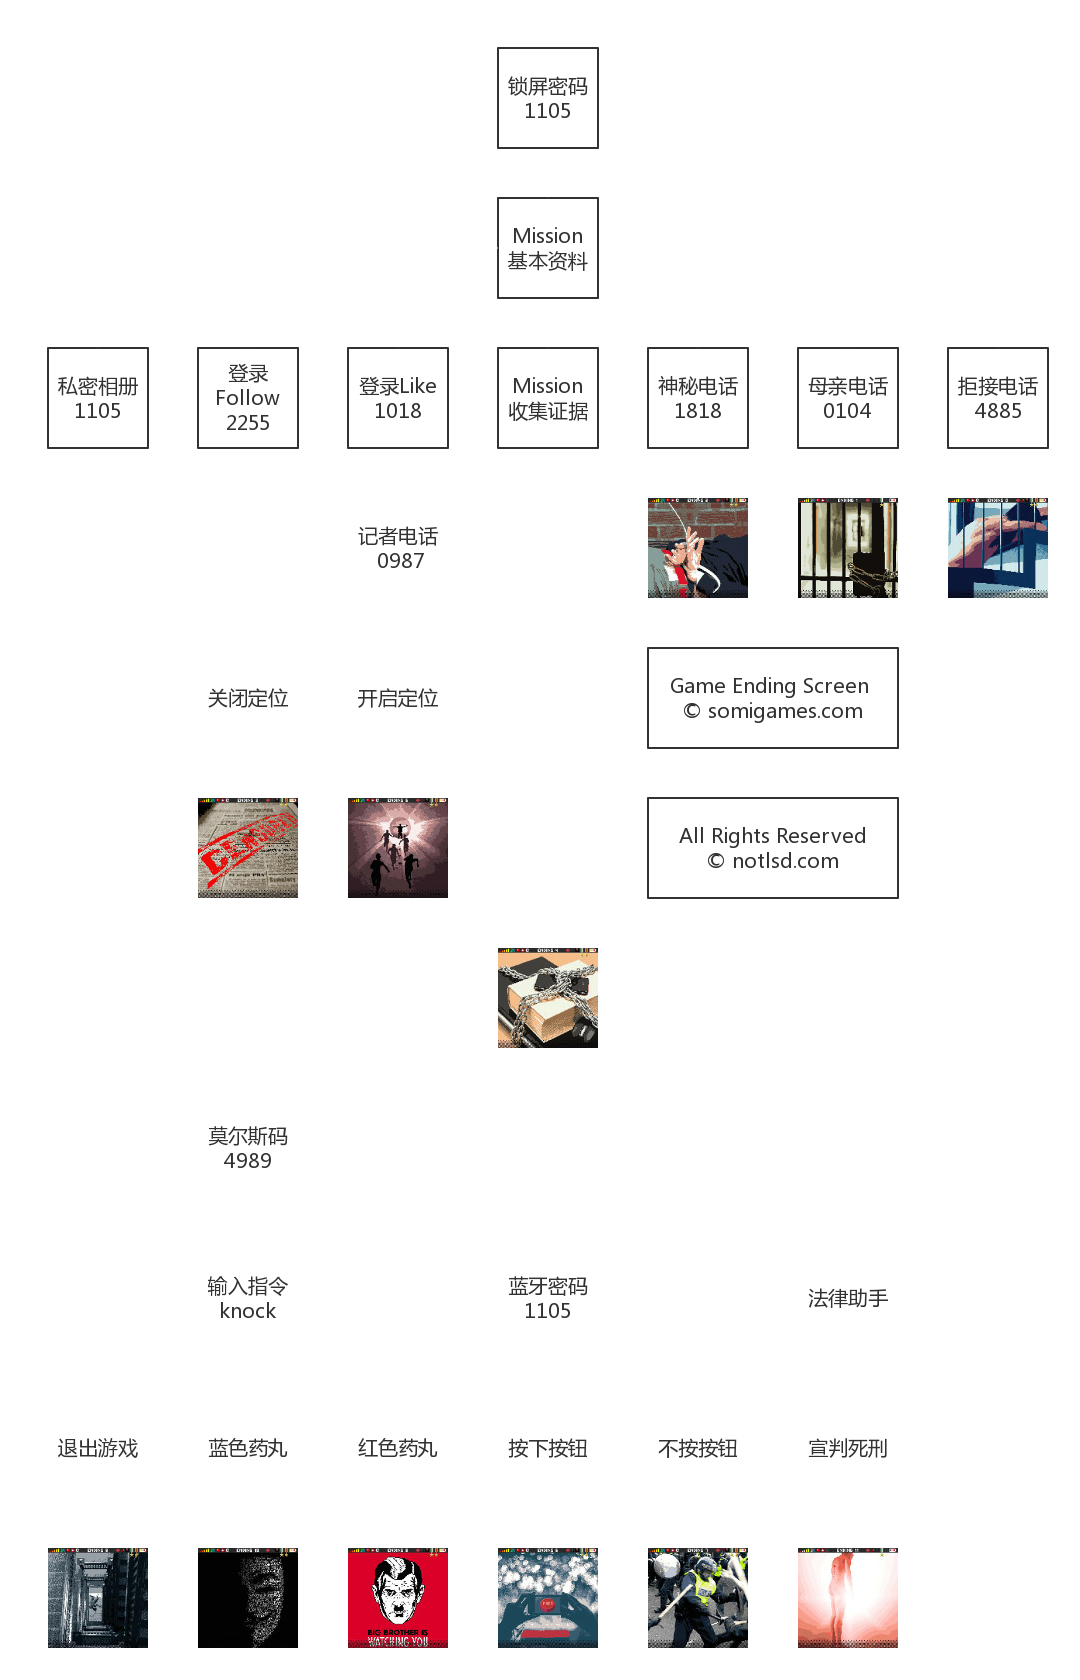 锁屏密码
1105
Mission
基本资料
私密相册
1105
登录
Follow
2255
登录Like
1018
Mission
收集证据
神秘电话
1818
母亲电话
0104
拒接电话
4885
记者电话
0987
关闭定位
开启定位
Game Ending Screen
© somigames.com
All Rights Reserved
© notlsd.com
莫尔斯码
4989
输入指令
knock
蓝牙密码
1105
法律助手
退出游戏
蓝色药丸
红色药丸
按下按钮
不按按钮
宣判死刑
BIG BROTHER IS
WATCHING YOU